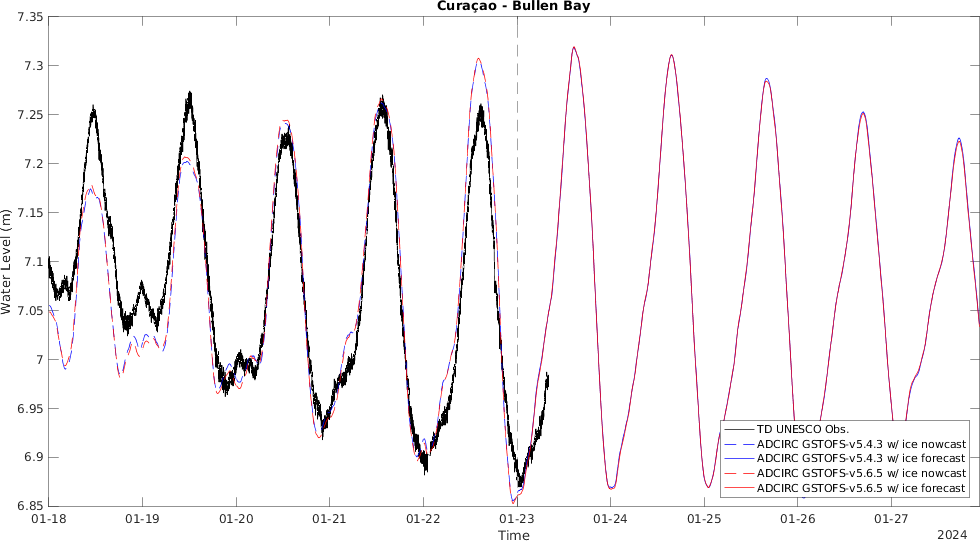 Curaçao - Bullen Bay
7.35
7.3
7.25
7.2
7.15
7.1
7.05
7
6.95
6.9
6.85
Water Level (m)
01-18
01-19
01-20
01-21
01-22
01-23
01-24
01-25
01-26
01-27
Time
2024
TD UNESCO Obs.
ADCIRC GSTOFS-v5.4.3 w/ ice nowcast
ADCIRC GSTOFS-v5.4.3 w/ ice forecast
ADCIRC GSTOFS-v5.6.5 w/ ice nowcast
ADCIRC GSTOFS-v5.6.5 w/ ice forecast